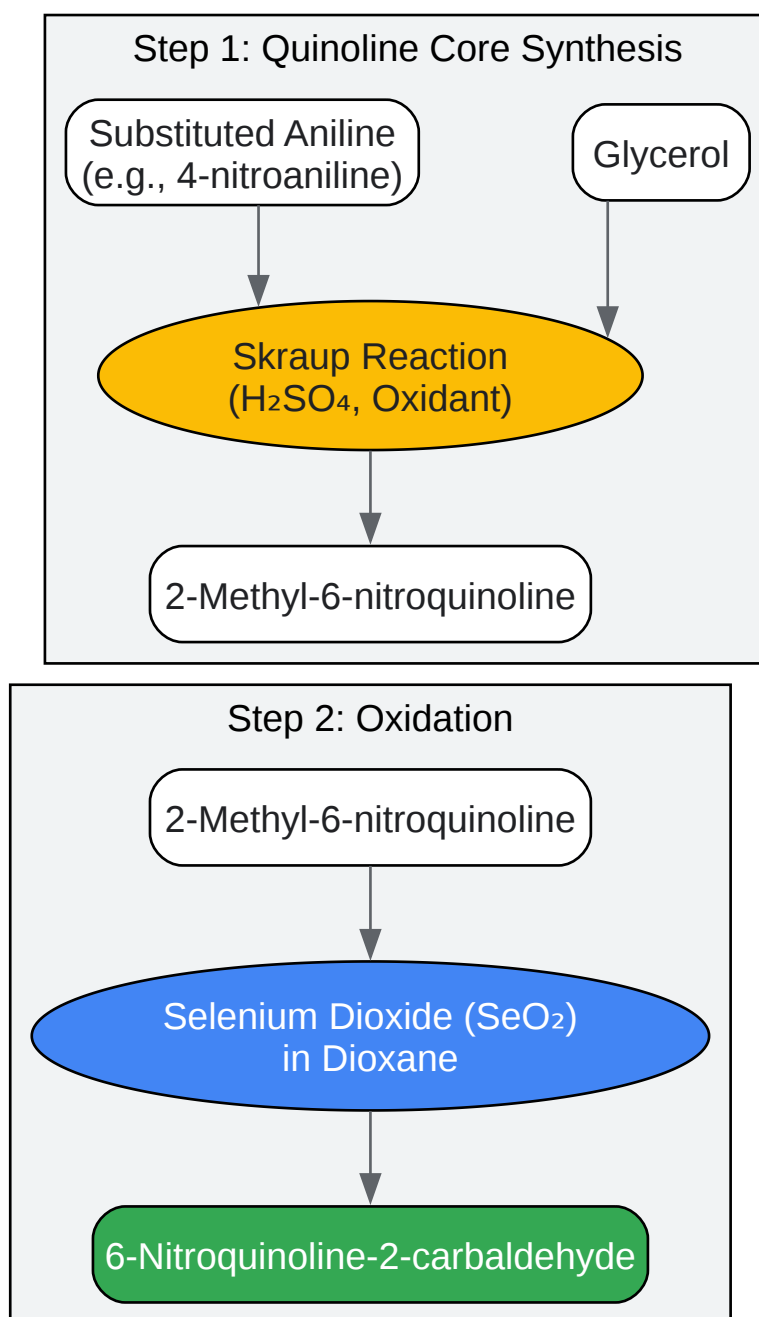 Step 1: Quinoline Core Synthesis
Substituted Aniline
(e.g., 4-nitroaniline)
Glycerol
Skraup Reaction
(H₂SO₄, Oxidant)
2-Methyl-6-nitroquinoline
Step 2: Oxidation
2-Methyl-6-nitroquinoline
Selenium Dioxide (SeO₂)
in Dioxane
6-Nitroquinoline-2-carbaldehyde